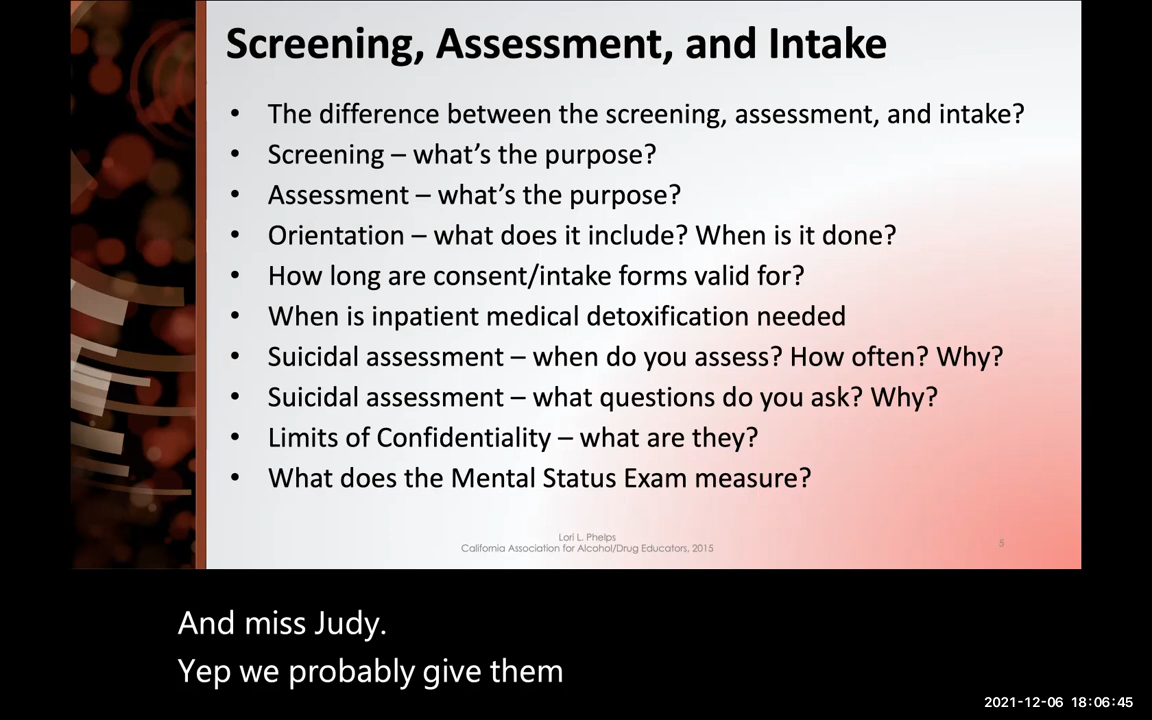 Screening, Assessment, and Intake
• The difference between the screening, assessment, and intake?
• Screening – what's the purpose?
• Assessment – what's the purpose?
• Orientation – what does it include? When is it done?
• How long are consent/intake forms valid for?
• When is inpatient medical detoxification needed
• Suicidal assessment – when do you assess? How often? Why?
• Suicidal assessment – what questions do you ask? Why?
• Limits of Confidentiality – what are they?
• What does the Mental Status Exam measure?
Lori L. Phelps
California Association for Alcohol/Drug Educators, 2015
5
And miss Judy.
Yep we probably give them
2021-12-06 18:06:45